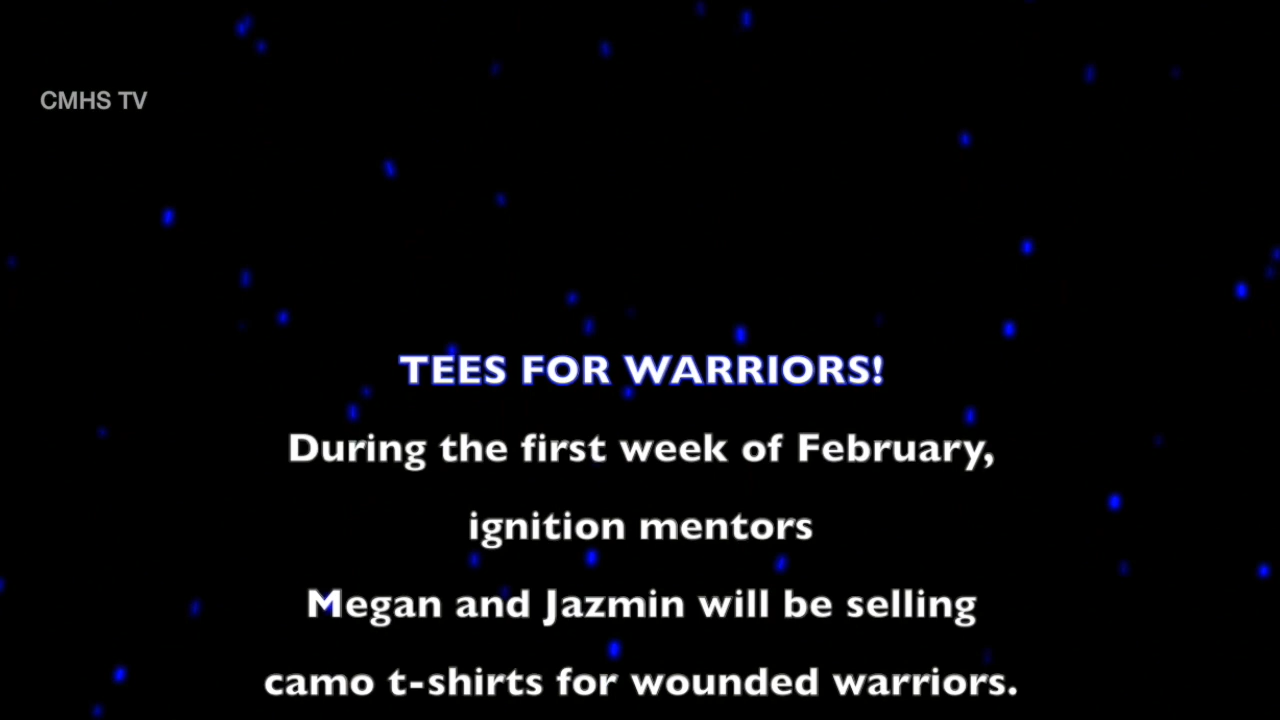 CMHS TV
TEES FOR WARRIORS!
During the first week of February,
ignition mentors
Megan and Jazmin will be selling
camo t-shirts for wounded warriors.